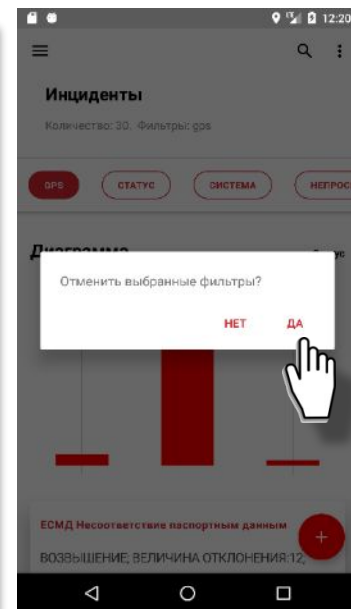 12:20
Инциденты
Количество: 30. Фильтры: gps
GPS СТАТУС СИСТЕМА НЕПРОС
Диаграмма
Отменить выбранные фильтры?
НЕТ ДА
ЕСМД Несоответствие паспортным данным
ВОЗВЫШЕНИЕ; ВЕЛИЧИНА ОТКЛОНЕНИЯ:12;